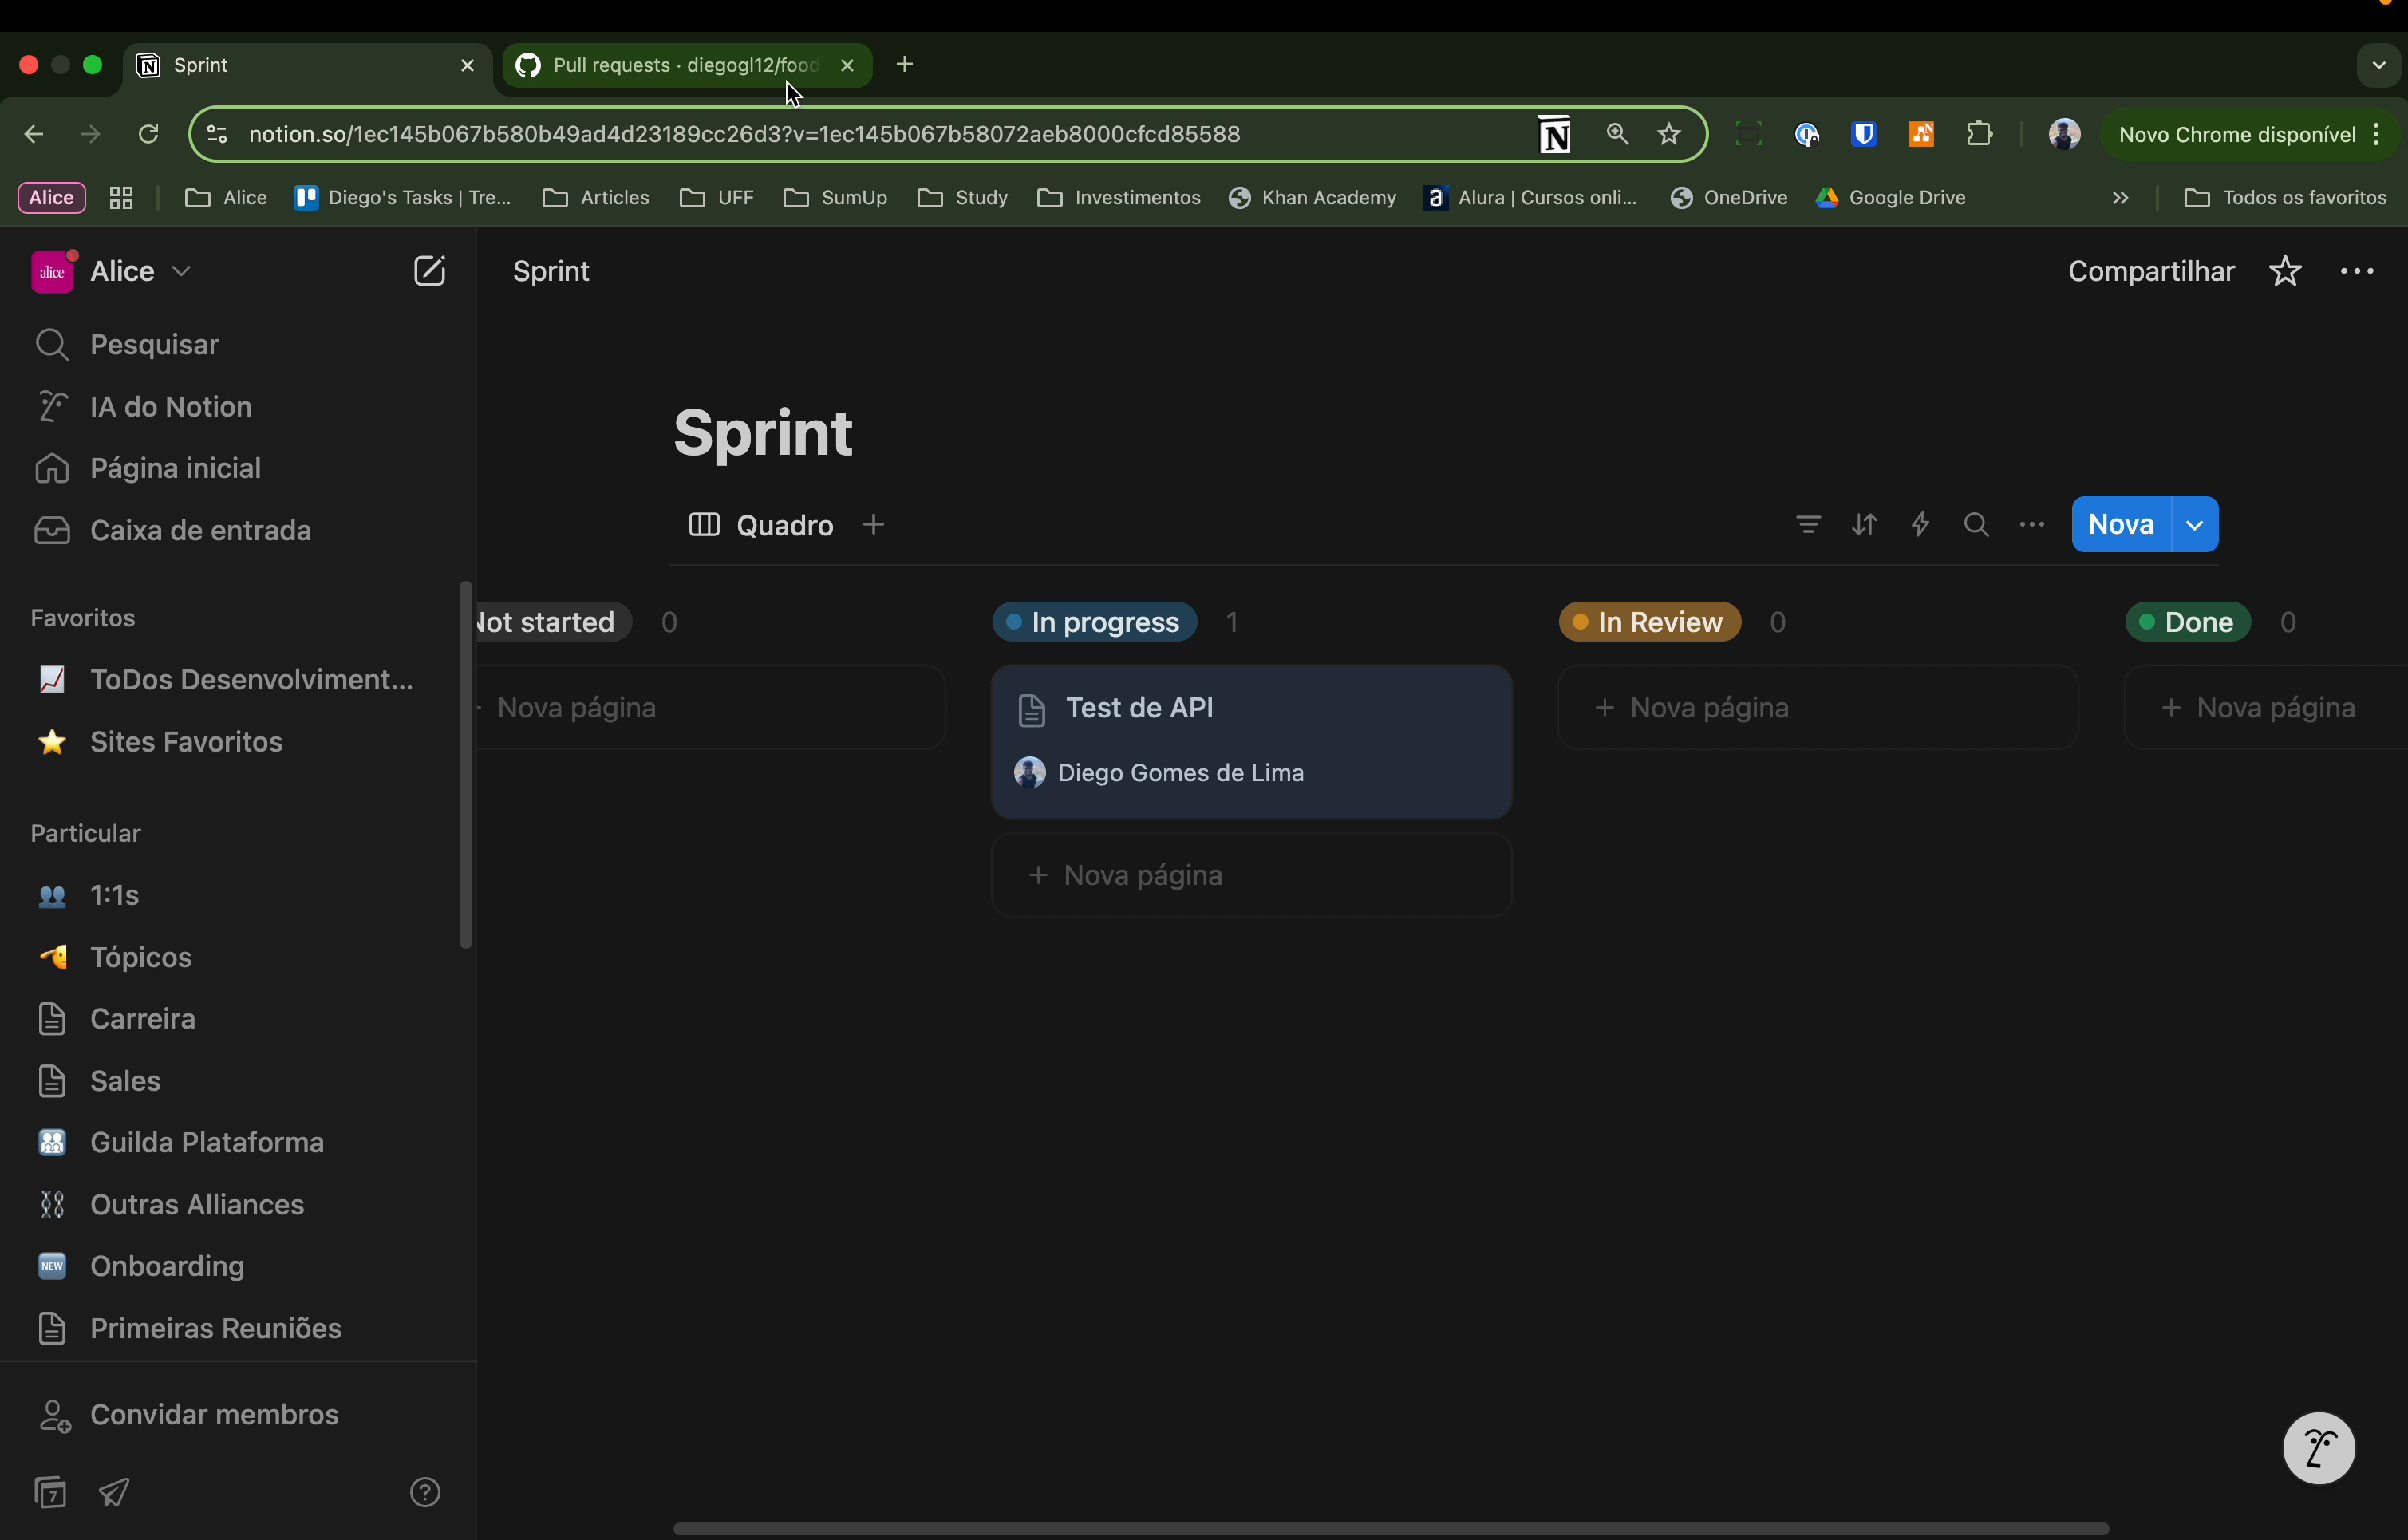 Sprint
Pull requests · diegogl12/food
notion.so/1ec145b067b580b49ad4d23189cc26d3?v=1ec145b067b58072aeb8000cfcd85588
Novo Chrome disponível
Alice
Alice
Diego's Tasks | Tre...
Articles
UFF
SumUp
Study
Investimentos
Khan Academy
Alura | Cursos onli...
OneDrive
Google Drive
Todos os favoritos
alice
Alice
Pesquisar
IA do Notion
Página inicial
Caixa de entrada
Favoritos
ToDos Desenvolviment...
Sites Favoritos
Particular
1:1s
Tópicos
Carreira
Sales
Guilda Plataforma
Outras Alliances
NEW
Onboarding
Primeiras Reuniões
Convidar membros
7
?
Sprint
Compartilhar
Sprint
Quadro
Nova
Not started 0
Nova página
In progress 1
Test de API
Diego Gomes de Lima
Nova página
In Review 0
Nova página
Done 0
Nova página